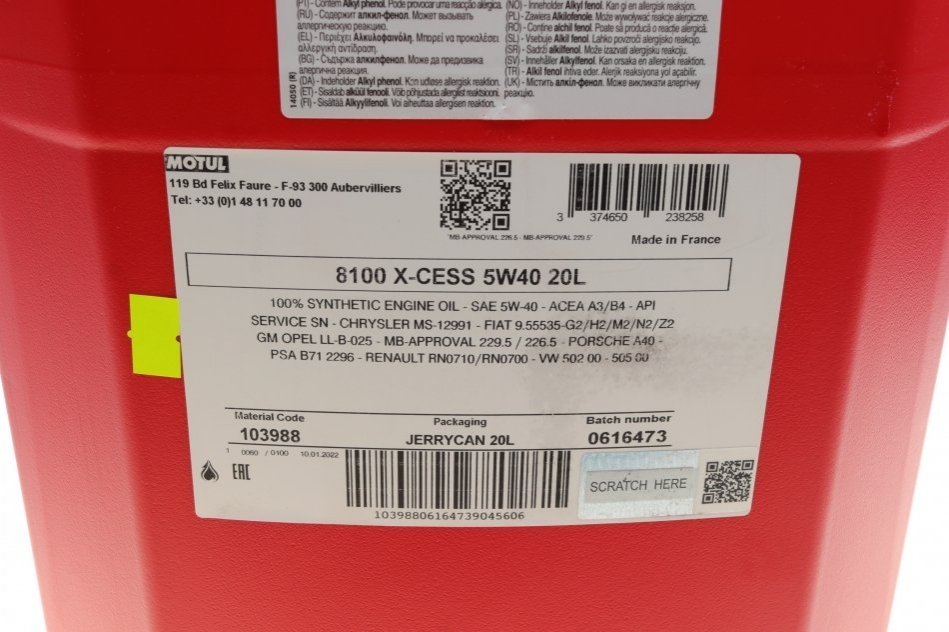 (PT) - Contém Alkyl phenol. Pode provocar uma reacção alérgica.
(RU) - Содержит алкил-фенол. Может вызывать
аллергическую реакцию.
(EL) - Περιέχει Αλκυλοφαινόλη. Μπορεί να προκαλέσει
αλλεργική αντίδραση.
(BG) - Съдържа алкилфенол. Може да предизвика
алергична реакция.
(DA) - Indeholder Alkyl phenol. Kan udløse allergisk reaktion.
(ET) - Sisaldab alküül fenooli. Võib põhjustada allergilist reaktsiooni.
(FI) - Sisältää Alkyylifenoli. Voi aiheuttaa allergisen reaktion.
14050 (R)
(NO) - Inneholder Alkyl fenol. Kan gi en allergisk reaksjon.
(PL) - Zawiera Alkilofenole. Może wywoływać reakcje alergiczne.
(RO) - Conține alchil fenol. Poate să producă o reacție alergică.
(SL) - Vsebuje Alkil fenol. Lahko povzroči alergijsko reakcijo.
(SR) - Sadrži alkilfenol. Može izazvati alergijsku reakciju.
(SV) - Innehåller Alkylfenol. Kan orsaka en allergisk reaktion.
(TR) - Alkil fenol ihtiva eder. Alerjik reaksiyona yol açabilir.
(UK) - Містить алкіл-фенол. Може викликати алергічну
реакцію.
MOTUL
119 Bd Felix Faure - F-93 300 Aubervilliers
Tel: +33 (0)1 48 11 70 00
"MB-APPROVAL 226.5 - MB-APPROVAL 229.5"
3 374650 238258
Made in France
8100 X-CESS 5W40 20L
100% SYNTHETIC ENGINE OIL - SAE 5W-40 - ACEA A3/B4 - API
SERVICE SN - CHRYSLER MS-12991 - FIAT 9.55535-G2/H2/M2/N2/Z2
GM OPEL LL-B-025 - MB-APPROVAL 229.5 / 226.5 - PORSCHE A40 -
PSA B71 2296 - RENAULT RN0710/RN0700 - VW 502 00 - 505 00
Material Code Packaging Batch number
103988 JERRYCAN 20L 0616473
1 0060 / 0100 10.01.2022
EAC
SCRATCH HERE
10398806164739045606